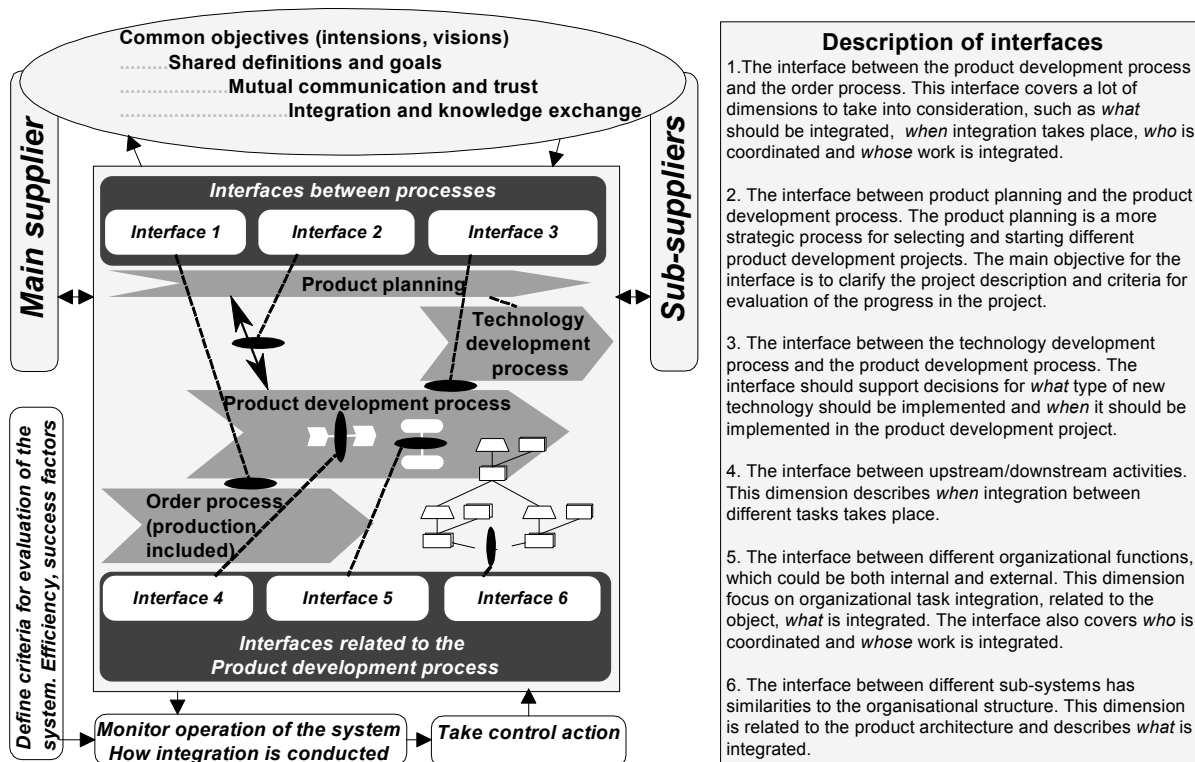 Common objectives (intensions, visions)
.........Shared definitions and goals
....................Mutual communication and trust
...............................Integration and knowledge exchange
Main supplier
Sub-suppliers
Interfaces between processes
Interface 1
Interface 2
Interface 3
Product planning
Technology
development
process
Product development process
Order process
(production
included)
Interface 4
Interface 5
Interface 6
Interfaces related to the
Product development process
Define criteria for evaluation of the
system. Efficiency, success factors
Monitor operation of the system
How integration is conducted
Take control action
Description of interfaces
1.The interface between the product development process
and the order process. This interface covers a lot of
dimensions to take into consideration, such as what
should be integrated, when integration takes place, who is
coordinated and whose work is integrated.
2. The interface between product planning and the product
development process. The product planning is a more
strategic process for selecting and starting different
product development projects. The main objective for the
interface is to clarify the project description and criteria for
evaluation of the progress in the project.
3. The interface between the technology development
process and the product development process. The
interface should support decisions for what type of new
technology should be implemented and when it should be
implemented in the product development project.
4. The interface between upstream/downstream activities.
This dimension describes when integration between
different tasks takes place.
5. The interface between different organizational functions,
which could be both internal and external. This dimension
focus on organizational task integration, related to the
object, what is integrated. The interface also covers who is
coordinated and whose work is integrated.
6. The interface between different sub-systems has
similarities to the organisational structure. This dimension
is related to the product architecture and describes what is
integrated.